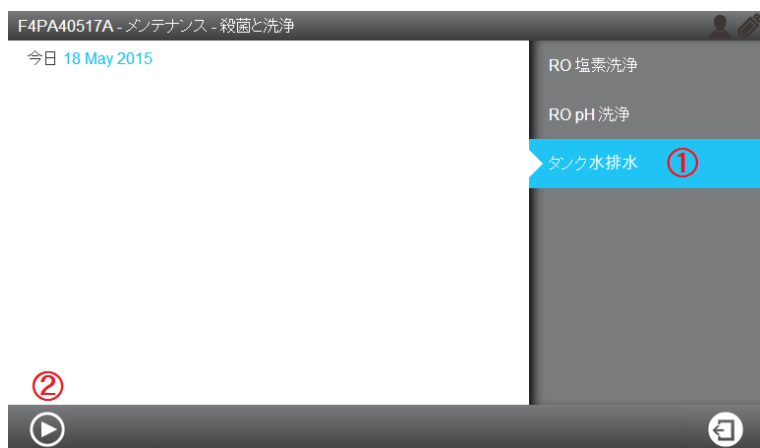 F4PA40517A - メンテナンス - 殺菌と洗浄
今日 18 May 2015
RO 塩素洗浄
RO pH 洗浄
タンク水排水 ①
②